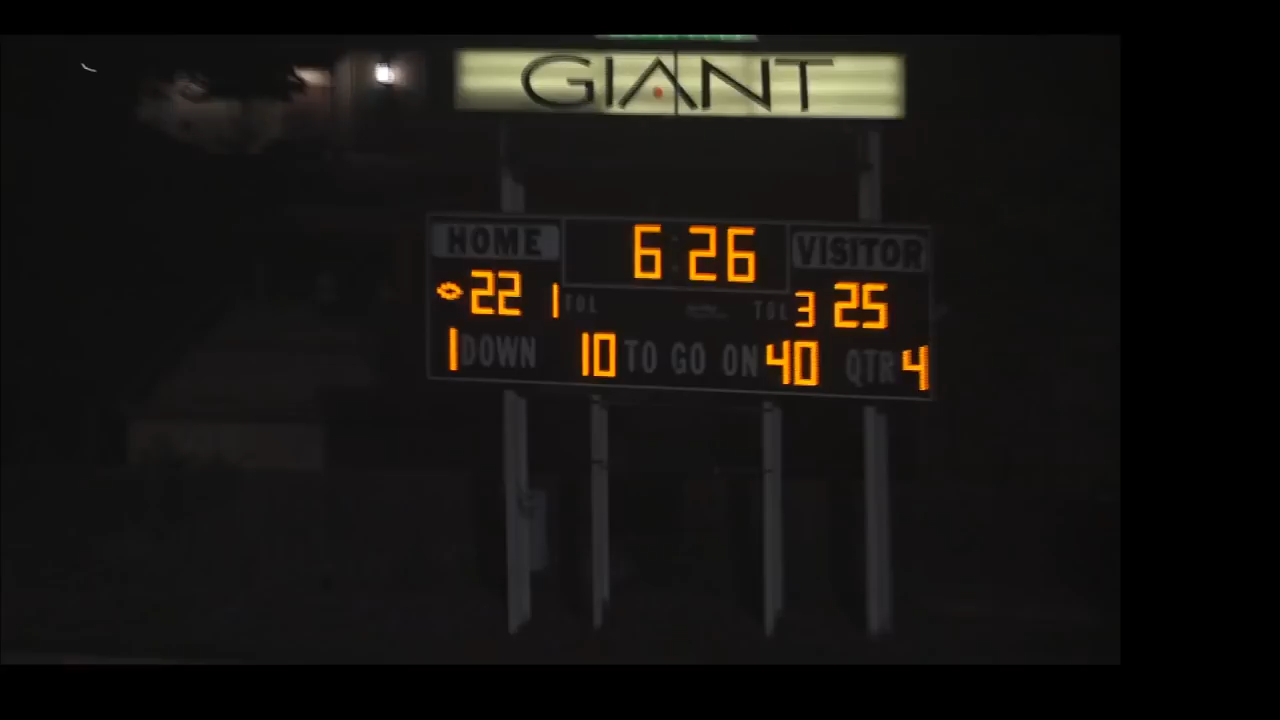 GIANT
HOME 6:26 VISITOR
22 1 TOL TOL 3 25
1 DOWN 10 TO GO ON 40 QTR 4